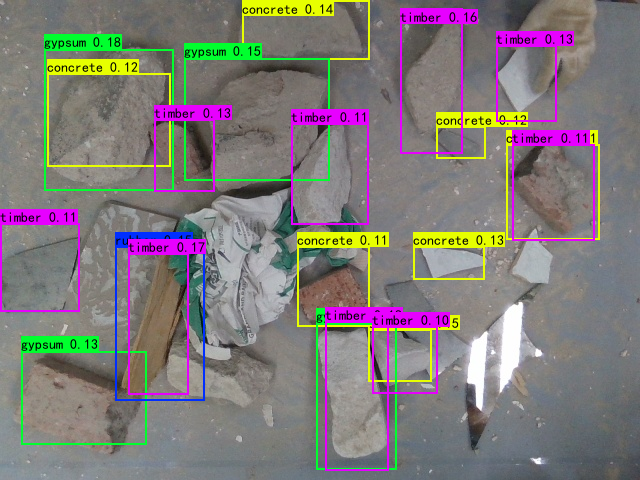 concrete 0.14
timber 0.16
gypsum 0.18
timber 0.13
gypsum 0.15
concrete 0.12
timber 0.13
timber 0.11
concrete 0.12
timber 0.11
timber 0.11
timber 0.17
concrete 0.11
concrete 0.13
timber
timber 0.10
gypsum 0.13